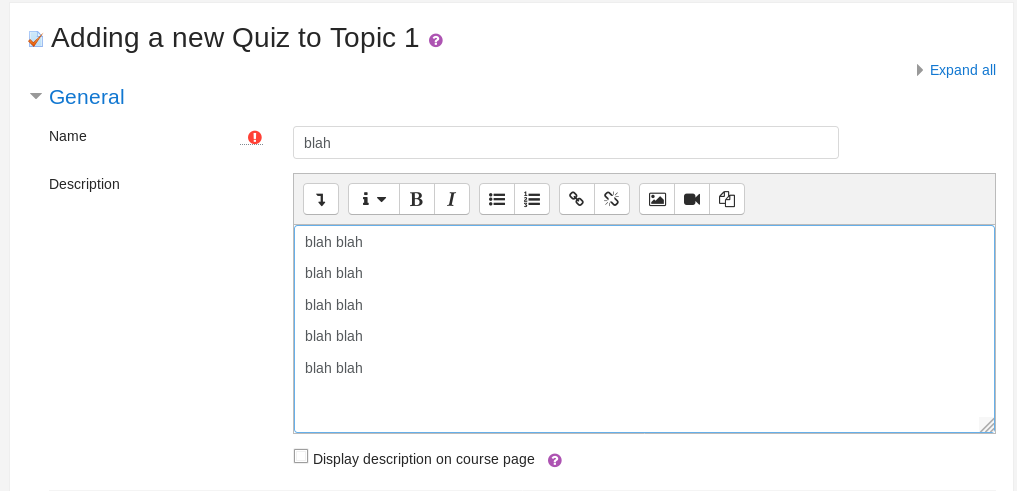 Adding a new Quiz to Topic 1
Expand all
General
Name
blah
Description
blah blah
blah blah
blah blah
blah blah
blah blah
Display description on course page